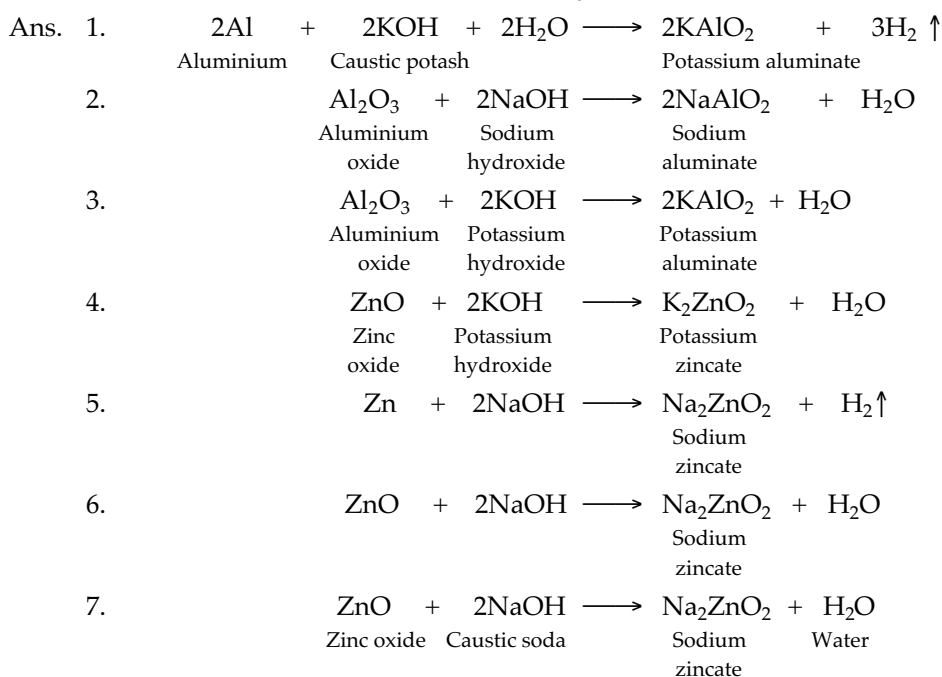 Ans. 1. 2Al + 2KOH + 2H₂O ⟶ 2KAlO₂ + 3H₂ ↑
Aluminium Caustic potash Potassium aluminate
2. Al₂O₃ + 2NaOH ⟶ 2NaAlO₂ + H₂O
Aluminium Sodium Sodium
oxide hydroxide aluminate
3. Al₂O₃ + 2KOH ⟶ 2KAlO₂ + H₂O
Aluminium Potassium Potassium
oxide hydroxide aluminate
4. ZnO + 2KOH ⟶ K₂ZnO₂ + H₂O
Zinc Potassium Potassium
oxide hydroxide zincate
5. Zn + 2NaOH ⟶ Na₂ZnO₂ + H₂↑
Sodium
zincate
6. ZnO + 2NaOH ⟶ Na₂ZnO₂ + H₂O
Sodium
zincate
7. ZnO + 2NaOH ⟶ Na₂ZnO₂ + H₂O
Zinc oxide Caustic soda Sodium Water
zincate